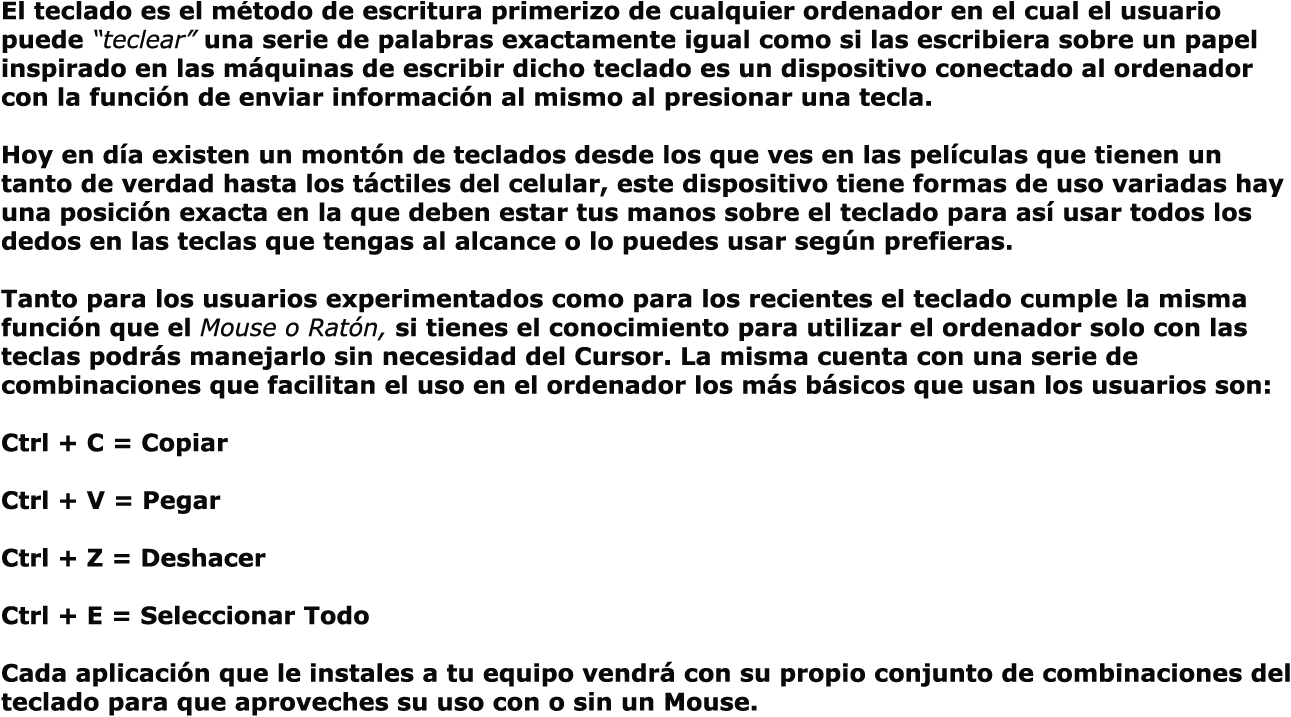 El teclado es el método de escritura primerizo de cualquier ordenador en el cual el usuario
puede “teclear” una serie de palabras exactamente igual como si las escribiera sobre un papel
inspirado en las máquinas de escribir dicho teclado es un dispositivo conectado al ordenador
con la función de enviar información al mismo al presionar una tecla.
Hoy en día existen un montón de teclados desde los que ves en las películas que tienen un
tanto de verdad hasta los táctiles del celular, este dispositivo tiene formas de uso variadas hay
una posición exacta en la que deben estar tus manos sobre el teclado para así usar todos los
dedos en las teclas que tengas al alcance o lo puedes usar según prefieras.
Tanto para los usuarios experimentados como para los recientes el teclado cumple la misma
función que el Mouse o Ratón, si tienes el conocimiento para utilizar el ordenador solo con las
teclas podrás manejarlo sin necesidad del Cursor. La misma cuenta con una serie de
combinaciones que facilitan el uso en el ordenador los más básicos que usan los usuarios son:
Ctrl + C = Copiar
Ctrl + V = Pegar
Ctrl + Z = Deshacer
Ctrl + E = Seleccionar Todo
Cada aplicación que le instales a tu equipo vendrá con su propio conjunto de combinaciones del
teclado para que aproveches su uso con o sin un Mouse.